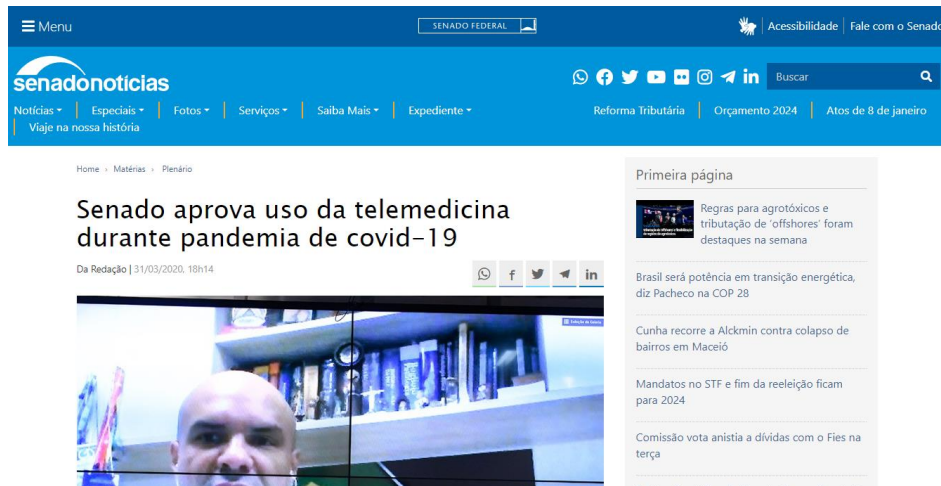 Menu
SENADO FEDERAL
Acessibilidade
Fale com o Senado
senadonotícias
Buscar
Notícias
Especiais
Fotos
Serviços
Saiba Mais
Expediente
Reforma Tributária
Orçamento 2024
Atos de 8 de janeiro
Viaje na nossa história
Home › Matérias › Plenário
Senado aprova uso da telemedicina
durante pandemia de covid-19
Da Redação | 31/03/2020, 18h14
Primeira página
Regras para agrotóxicos e
tributação de ‘offshores’ foram
destaques na semana
Brasil será potência em transição energética,
diz Pacheco na COP 28
Cunha recorre a Alckmin contra colapso de
bairros em Maceió
Mandatos no STF e fim da reeleição ficam
para 2024
Comissão vota anistia a dívidas com o Fies na
terça